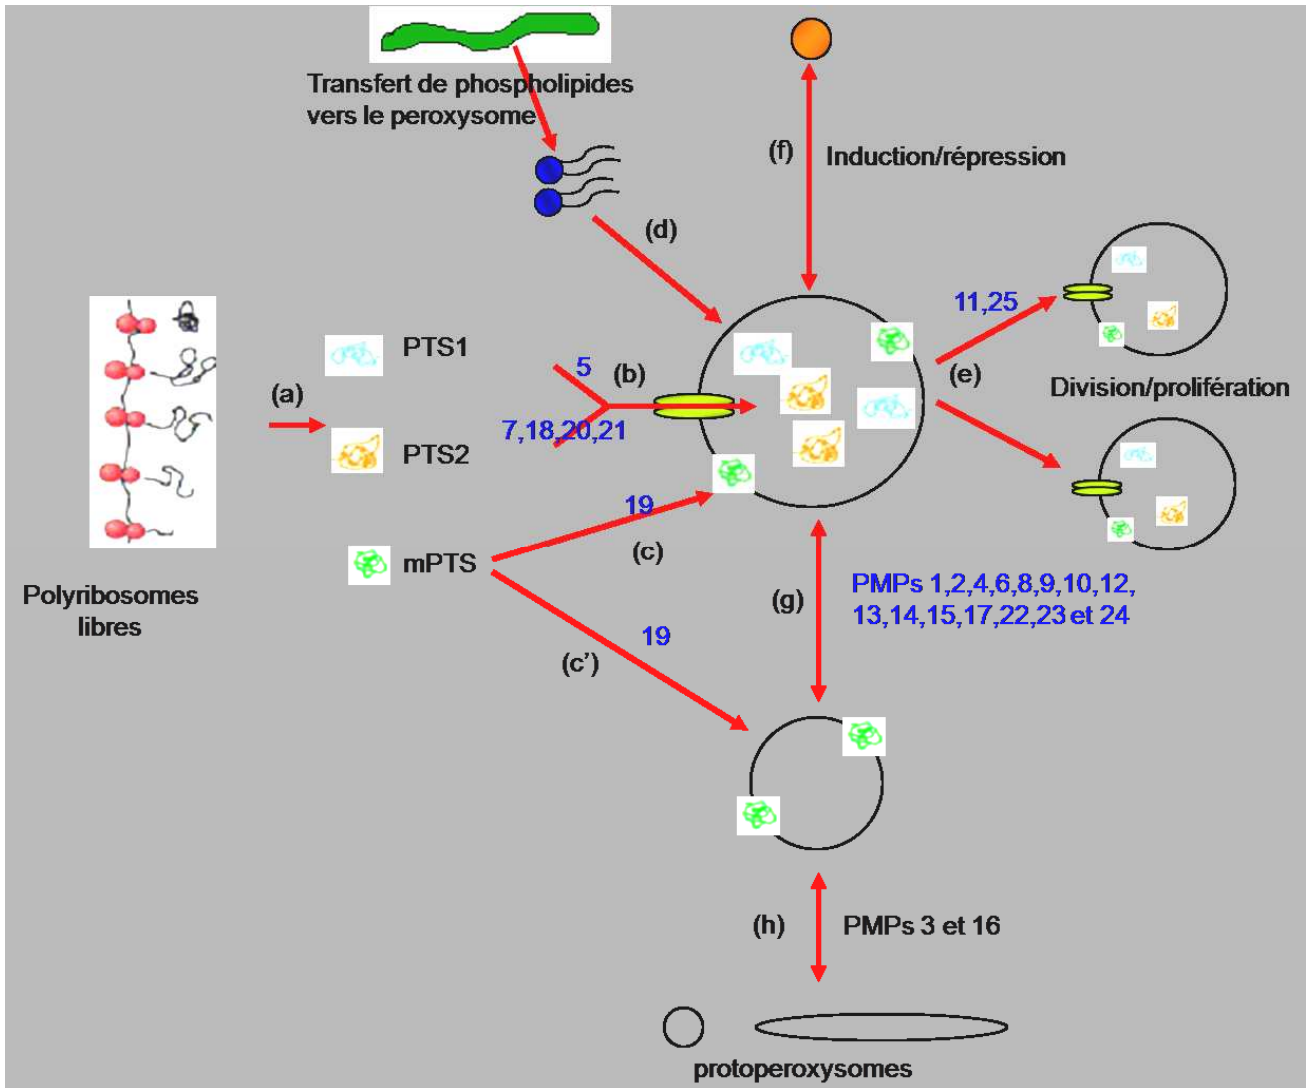 Transfert de phospholipides
vers le peroxysome
(f)
Induction/répression
(d)
11,25
(e)
Division/prolifération
PTS1
5
(b)
(a)
7,18,20,21
PTS2
19
(c)
mPTS
Polyribosomes
libres
(g)
PMPs 1,2,4,6,8,9,10,12,
13,14,15,17,22,23 et 24
19
(c’)
(h)
PMPs 3 et 16
protoperoxysomes